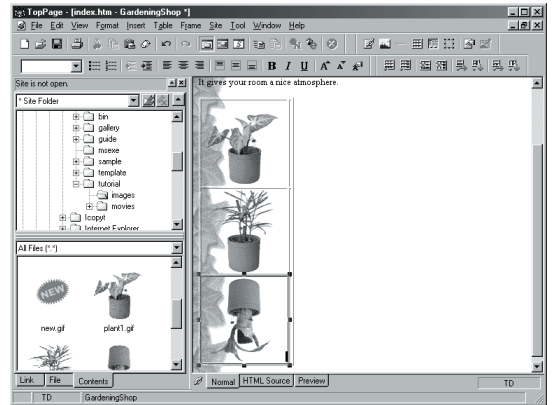 TopPage - [index.htm - GardeningShop *]
File Edit View Format Insert Table Frame Site Tool Window Help
B I U A A
Site is not open.
* Site Folder
bin
gallery
guide
msexe
sample
template
tutorial
images
movies
Icopyt
Internet Explorer
All Files (*.*)
NEW
new.gif plant1.gif
Link File Contents
It gives your room a nice atmosphere.
Normal HTML Source Preview
TD
TD GardeningShop